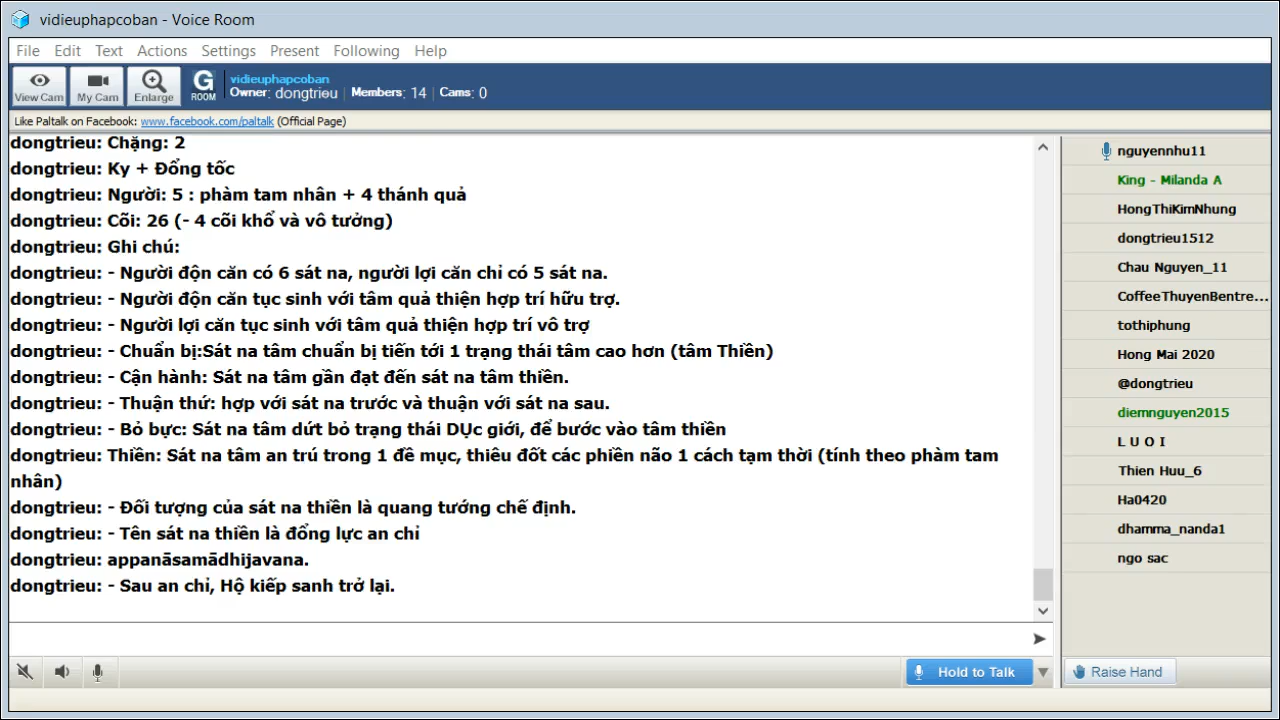 vidieuphapcoban - Voice Room
File Edit Text Actions Settings Present Following Help
View Cam My Cam Enlarge G ROOM
vidieuphapcoban
Owner: dongtrieu | Members: 14 | Cams: 0
Like Paltalk on Facebook: www.facebook.com/paltalk (Official Page)
dongtrieu: Chặng: 2
dongtrieu: Ky + Đổng tốc
dongtrieu: Người: 5 : phàm tam nhân + 4 thánh quả
dongtrieu: Cõi: 26 (- 4 cõi khổ và vô tưởng)
dongtrieu: Ghi chú:
dongtrieu: - Người độn căn có 6 sát na, người lợi căn chỉ có 5 sát na.
dongtrieu: - Người độn căn tục sinh với tâm quả thiện hợp trí hữu trợ.
dongtrieu: - Người lợi căn tục sinh với tâm quả thiện hợp trí vô trợ
dongtrieu: - Chuẩn bị:Sát na tâm chuẩn bị tiến tới 1 trạng thái tâm cao hơn (tâm Thiền)
dongtrieu: - Cận hành: Sát na tâm gần đạt đến sát na tâm thiền.
dongtrieu: - Thuận thứ: hợp với sát na trước và thuận với sát na sau.
dongtrieu: - Bỏ bực: Sát na tâm dứt bỏ trạng thái DỤc giới, để bước vào tâm thiền
dongtrieu: Thiền: Sát na tâm an trú trong 1 đề mục, thiêu đốt các phiền não 1 cách tạm thời (tính theo phàm tam
nhân)
dongtrieu: - Đối tượng của sát na thiền là quang tướng chế định.
dongtrieu: - Tên sát na thiền là đổng lực an chỉ
dongtrieu: appanāsamādhijavana.
dongtrieu: - Sau an chỉ, Hộ kiếp sanh trở lại.
nguyennhu11
King - Milanda A
HongThiKimNhung
dongtrieu1512
Chau Nguyen_11
CoffeeThuyenBentre...
tothiphung
Hong Mai 2020
@dongtrieu
diemnguyen2015
L U O I
Thien Huu_6
Ha0420
dhamma_nanda1
ngo sac
Hold to Talk
Raise Hand